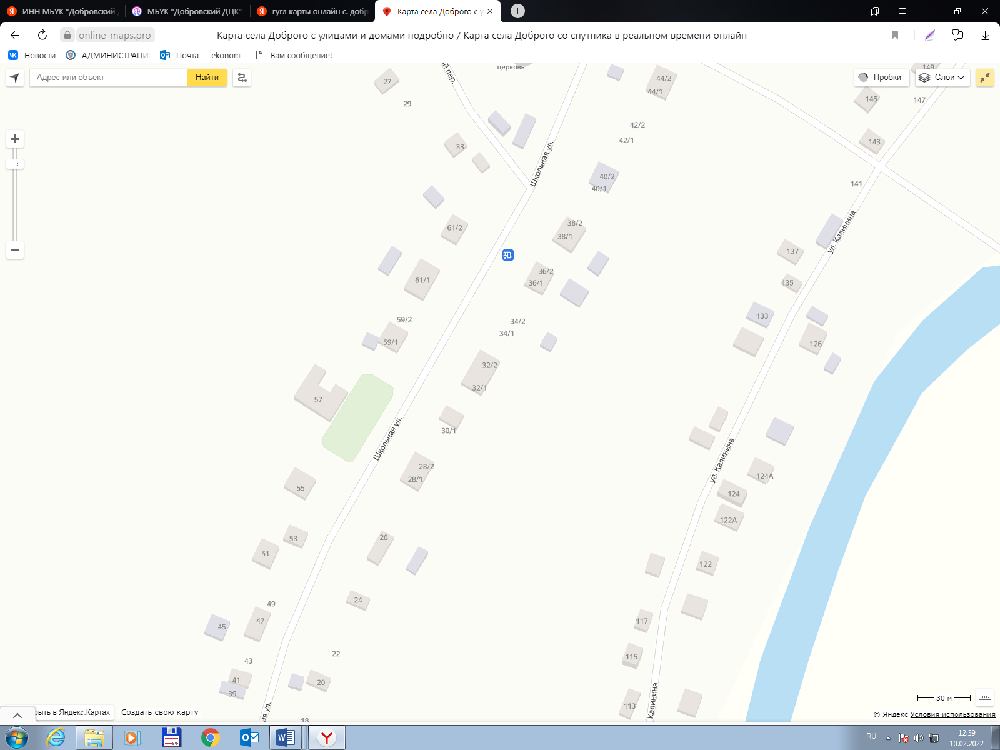 ИНН МБУК "Добровский
МБУК "Добровский ДЦК"
гугл карты онлайн с. добр
Карта села Доброго с у
online-maps.pro
Карта села Доброго с улицами и домами подробно / Карта села Доброго со спутника в реальном времени онлайн
Новости
АДМИНИСТРАЦИ
Почта — ekonom_
Вам сообщение!
Адрес или объект
Найти
Пробки
Слои
церковь
ий пер.
27
29
44/2
44/1
149
145
147
42/2
42/1
143
33
Школьная ул.
40/2
40/1
141
61/2
38/2
38/1
ул. Калинина
137
61/1
36/2
36/1
135
59/2
59/1
34/2
34/1
133
126
32/2
32/1
57
30/1
Школьная ул.
28/2
28/1
ул. Калинина
124А
55
124
122А
53
51
26
122
49
24
47
45
117
43
22
115
41
20
39
113
Калинина
ая ул.
18
30 м
рыть в Яндекс.Картах
Создать свою карту
© Яндекс Условия использования
RU
12:39
10.02.2022